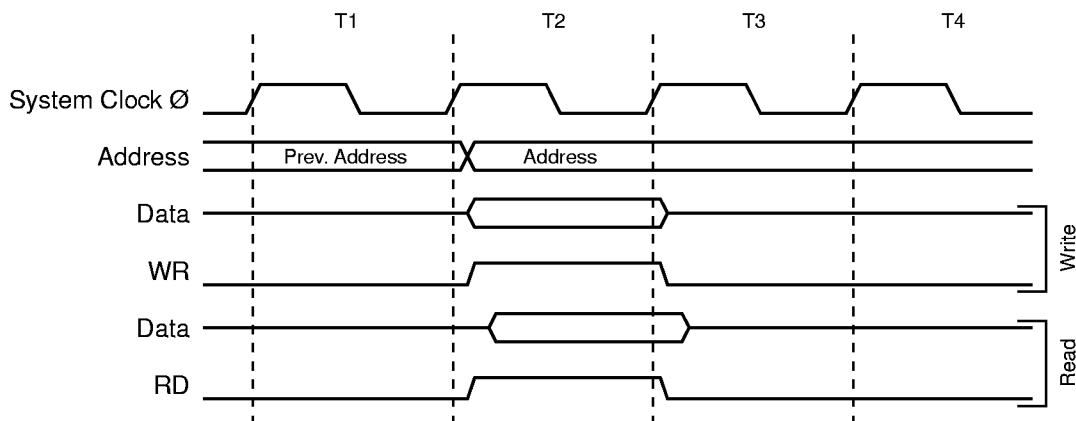 T1 T2 T3 T4
System Clock Ø
Address Prev. Address Address
Data
WR
Write
Data
RD
Read